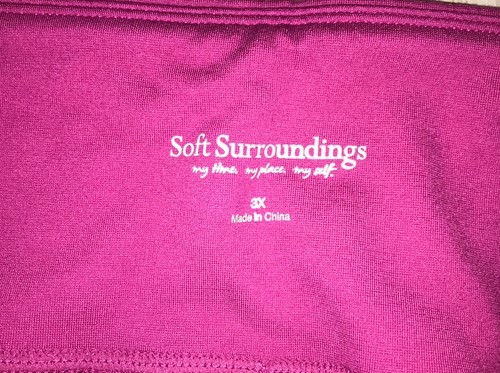 Soft Surroundings
my time. my place. my self.
3X
Made in China